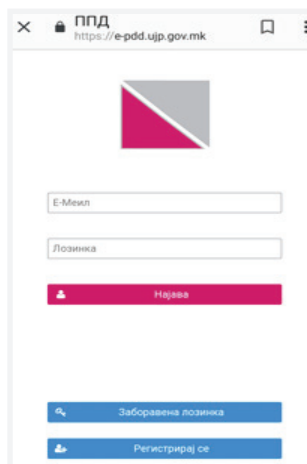 ППД
https://e-pdd.ujp.gov.mk
Е-Меил
Лозинка
Најава
Заборавена лозинка
Регистрирај се